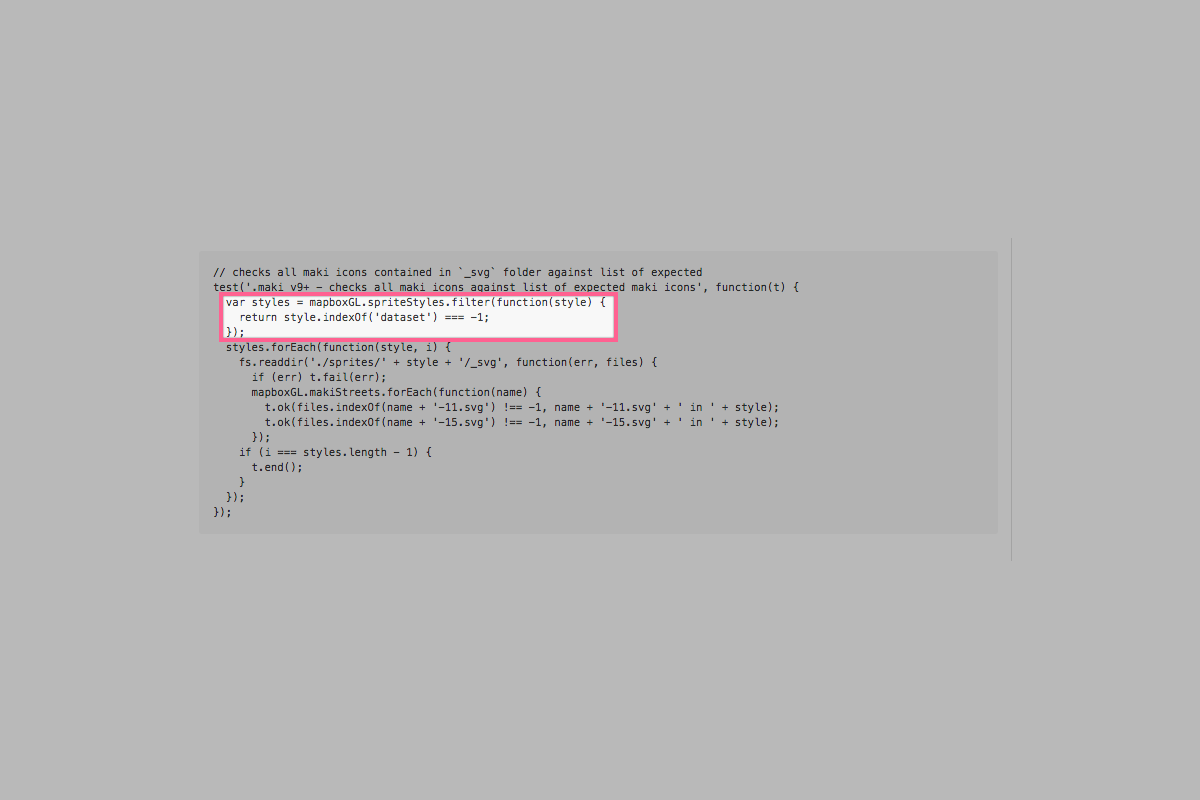 // checks all maki icons contained in `_svg` folder against list of expected
test('.maki v9+ - checks all maki icons against list of expected maki icons', function(t) {
  var styles = mapboxGL.spriteStyles.filter(function(style) {
    return style.indexOf('dataset') === -1;
  });
  styles.forEach(function(style, i) {
    fs.readdir('./sprites/' + style + '/_svg', function(err, files) {
      if (err) t.fail(err);
      mapboxGL.makiStreets.forEach(function(name) {
        t.ok(files.indexOf(name + '-11.svg') !== -1, name + '-11.svg' + ' in ' + style);
        t.ok(files.indexOf(name + '-15.svg') !== -1, name + '-15.svg' + ' in ' + style);
      });
    if (i === styles.length - 1) {
      t.end();
    }
  });
});